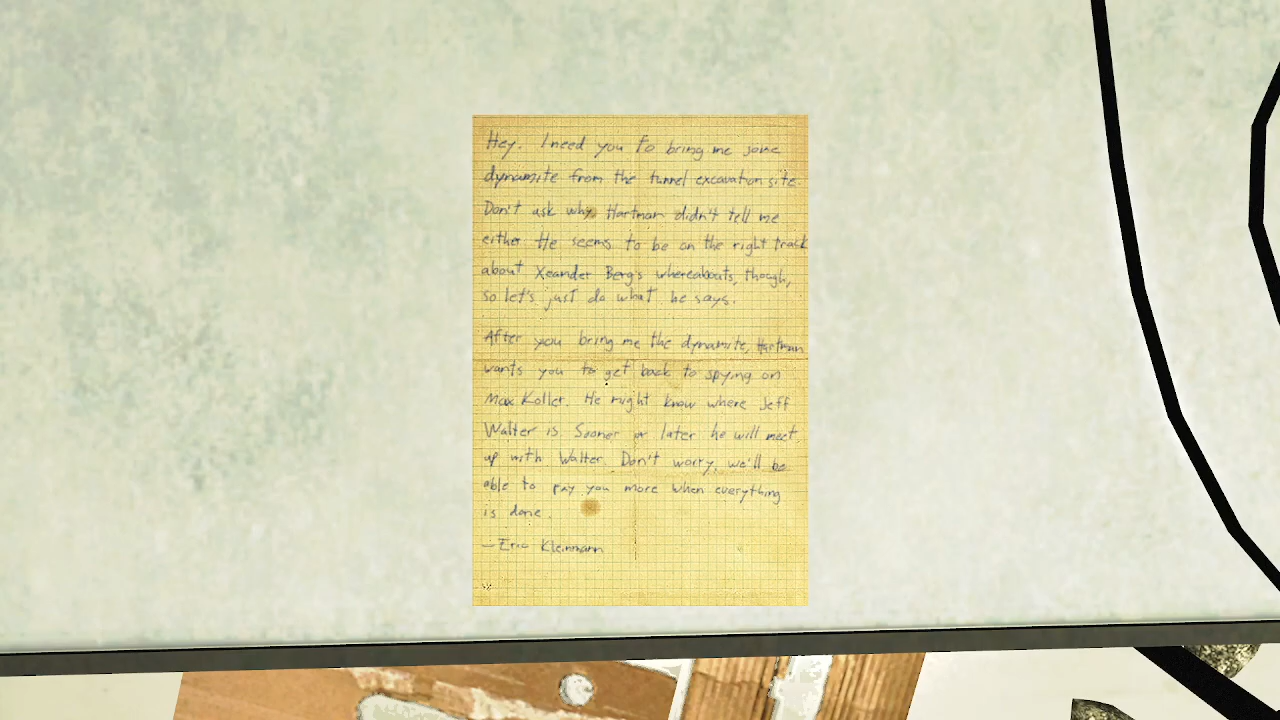 Hey. I need you to bring me some
dynamite from the tunnel excavation site.
Don't ask why. Hartman didn't tell me
either. He seems to be on the right track
about Xeander Berg's whereabouts, though,
so let's just do what he says.
After you bring me the dynamite, Hartman
wants you to get back to spying on
Max Koller. He might know where Jeff
Walter is. Sooner or later he will meet
up with Walter. Don't worry, we'll be
able to pay you more when everything
is done.
—Eric Kleinmann